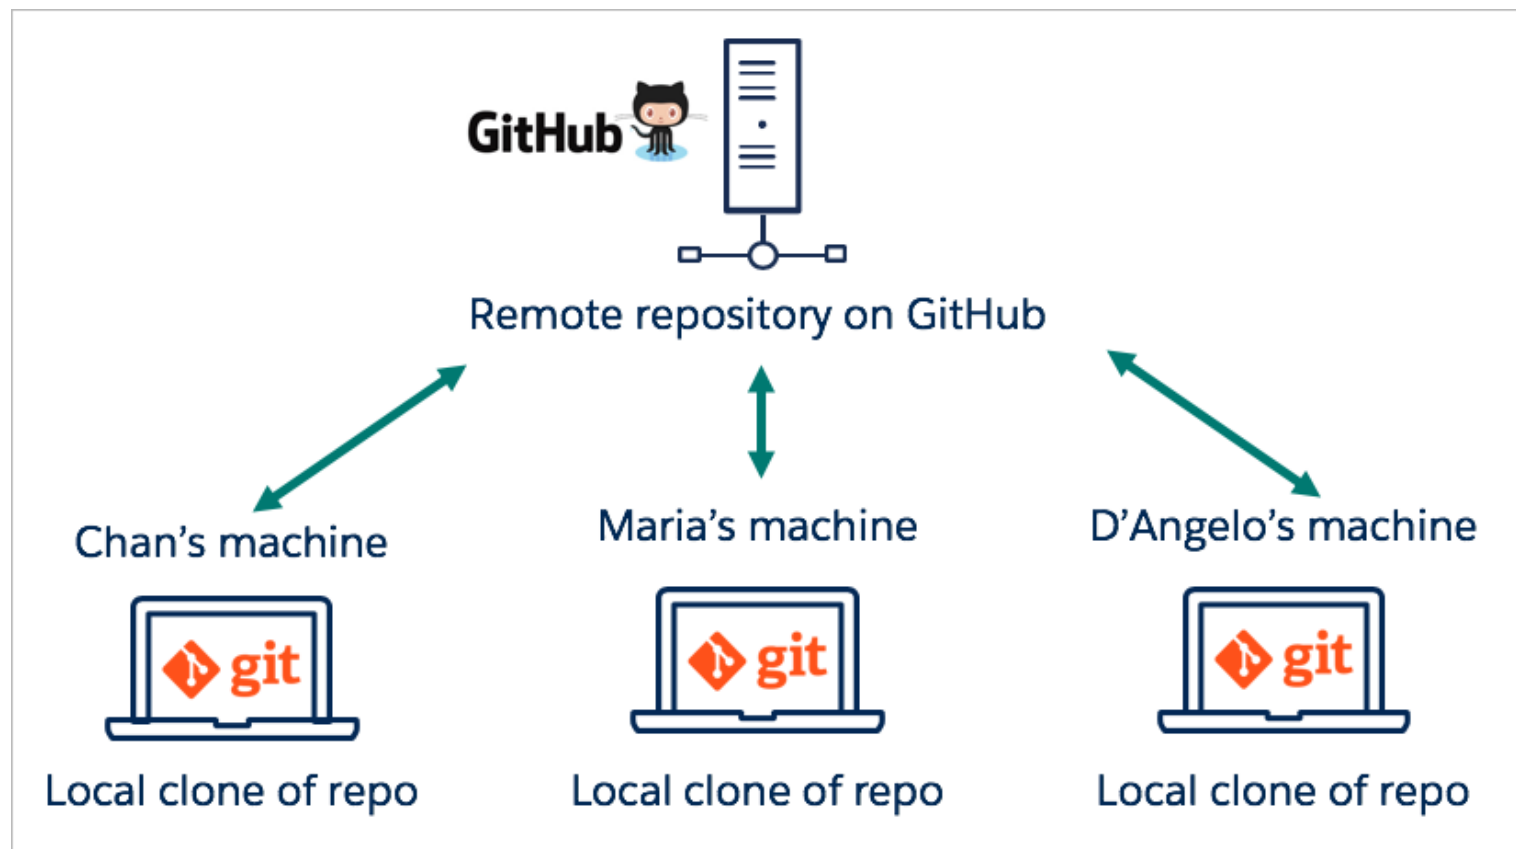 GitHub
Remote repository on GitHub
Chan’s machine
Maria’s machine
D’Angelo’s machine
git
git
git
Local clone of repo
Local clone of repo
Local clone of repo